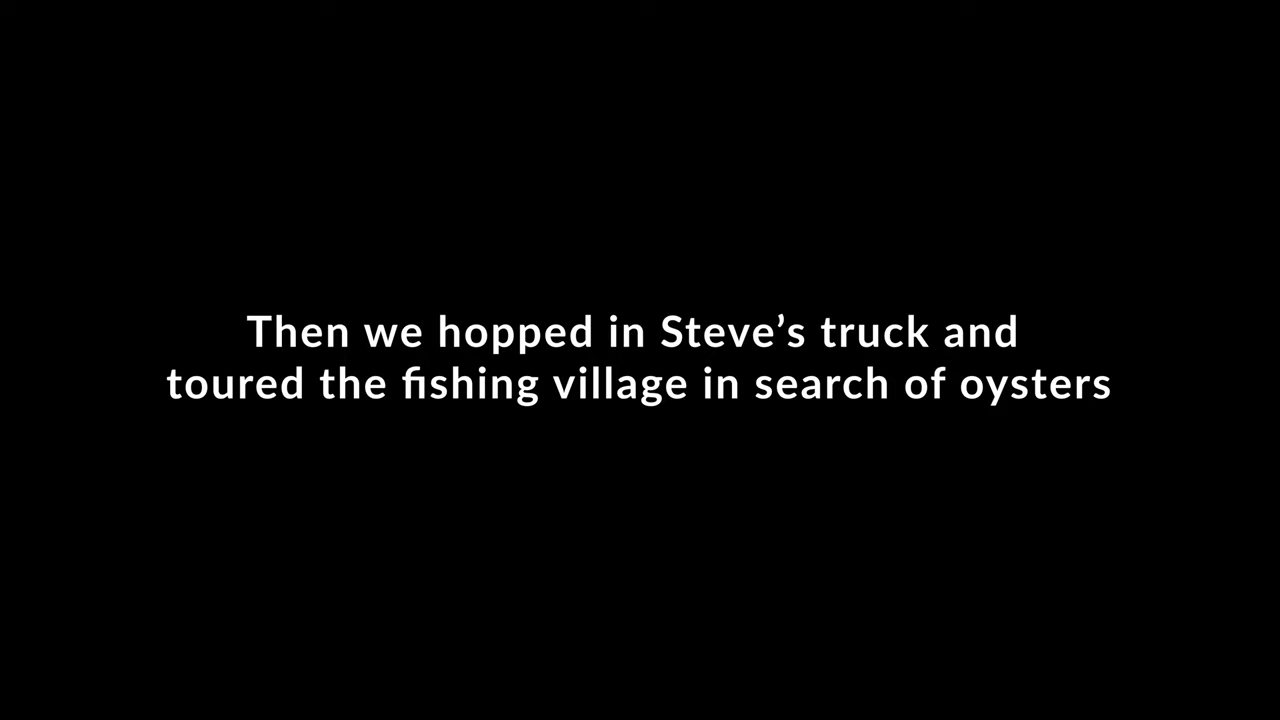 Then we hopped in Steve’s truck and
toured the fishing village in search of oysters